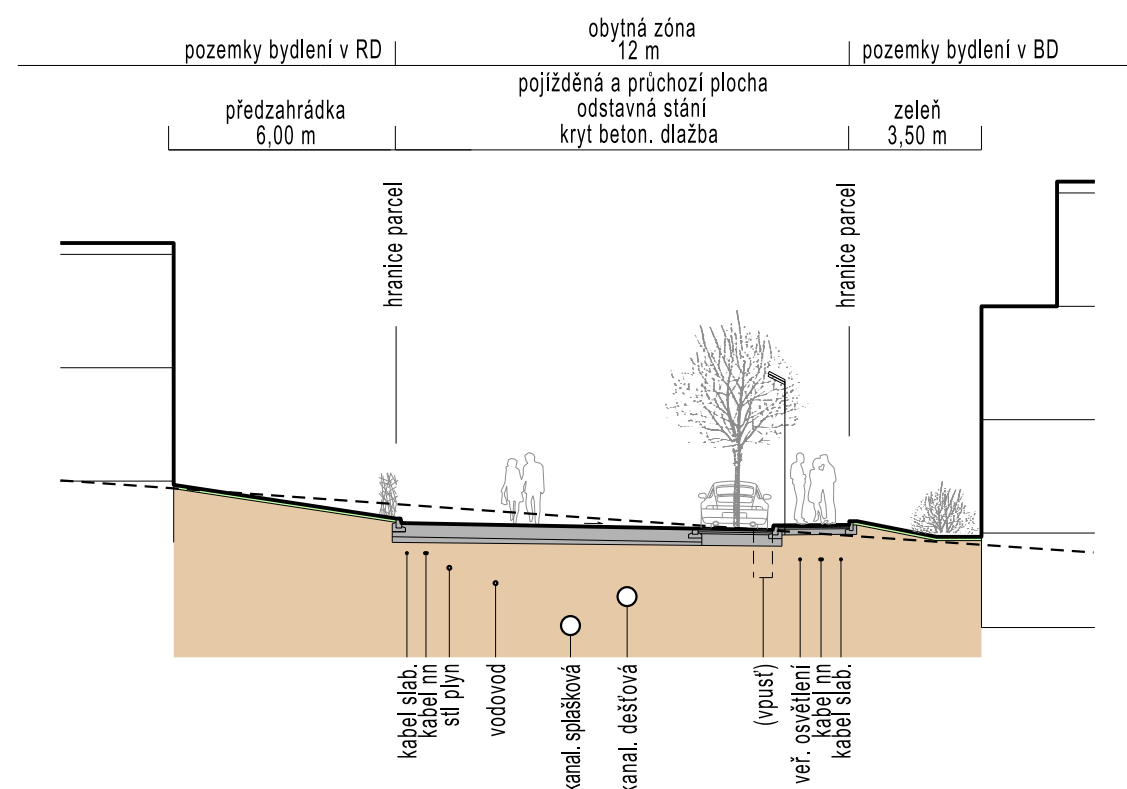 obytná zóna
pozemky bydlení v RD
12 m
pozemky bydlení v BD
pojížděná a průchozí plocha
předzahrádka
odstavná stání
zeleň
6,00 m
kryt beton. dlažba
3,50 m
hranice parcel
hranice parcel
kabel slab.
kabel nn
stl plyn
vodovod
kanal. splašková
kanal. dešťová
(vpusť)
veř. osvětlení
kabel nn
kabel slab.